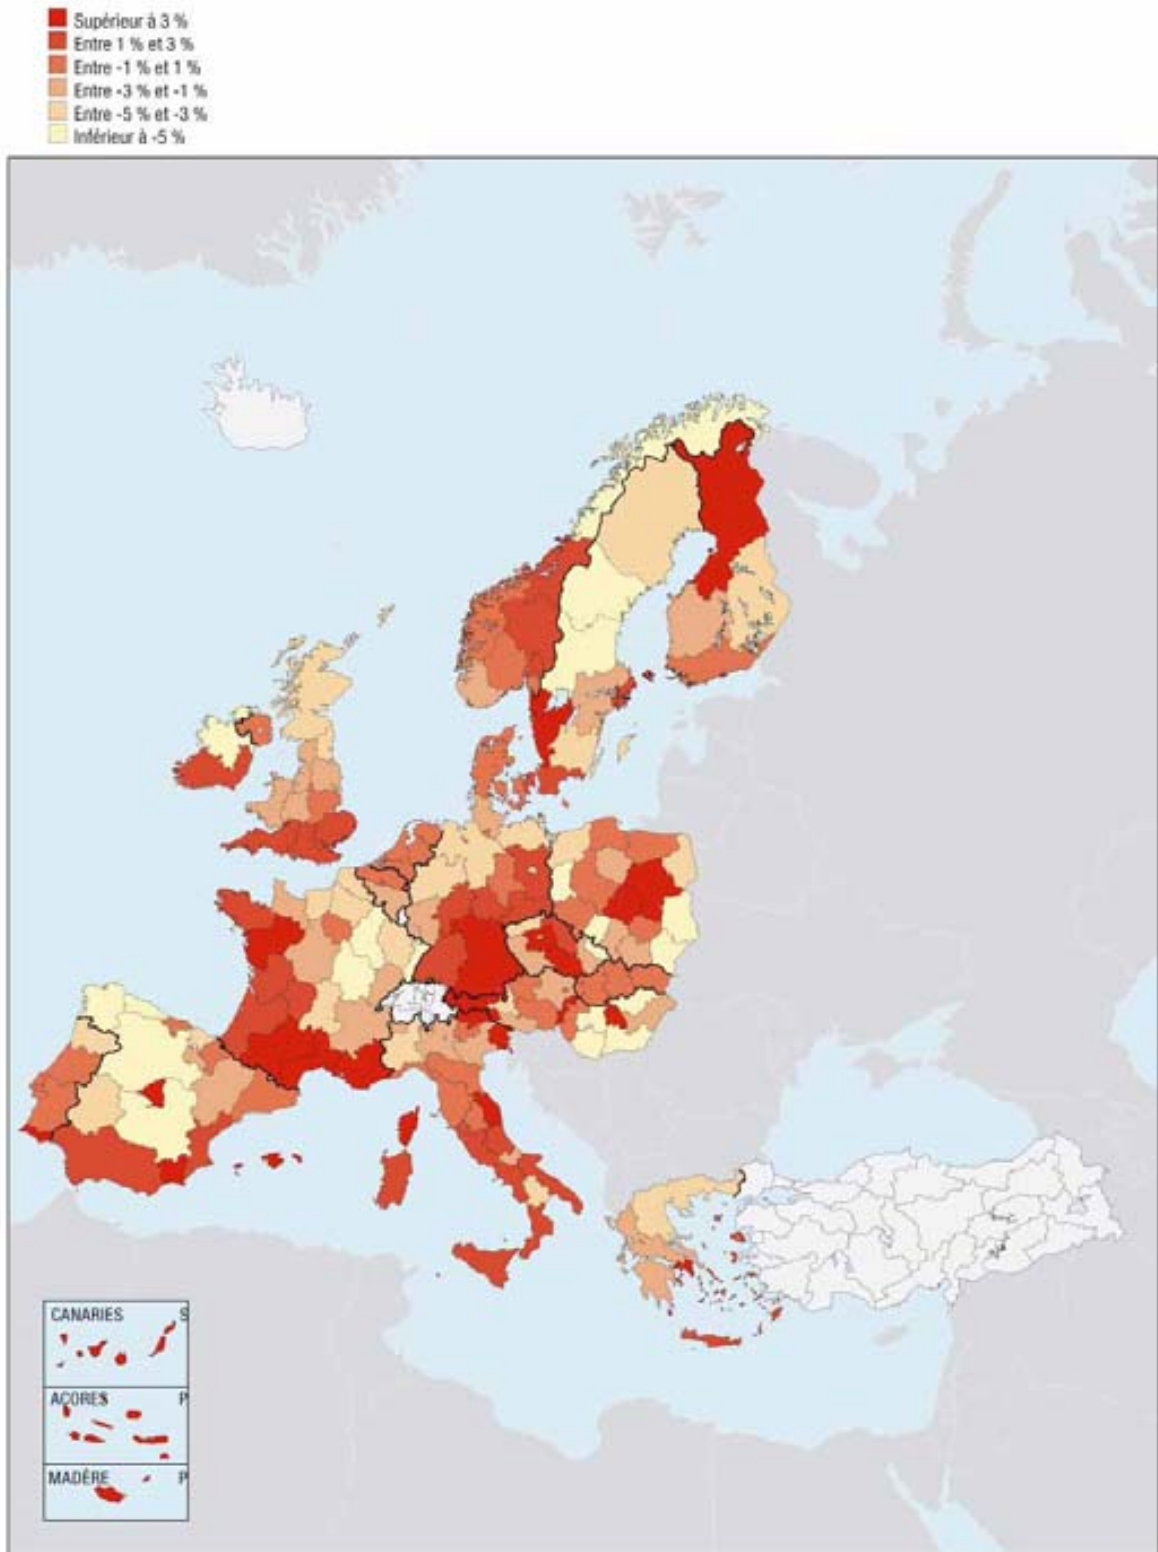 Supérieur à 3 %
Entre 1 % et 3 %
Entre -1 % et 1 %
Entre -3 % et -1 %
Entre -5 % et -3 %
Inférieur à -5 %
CANARIES S
AÇORES P
MADÈRE P